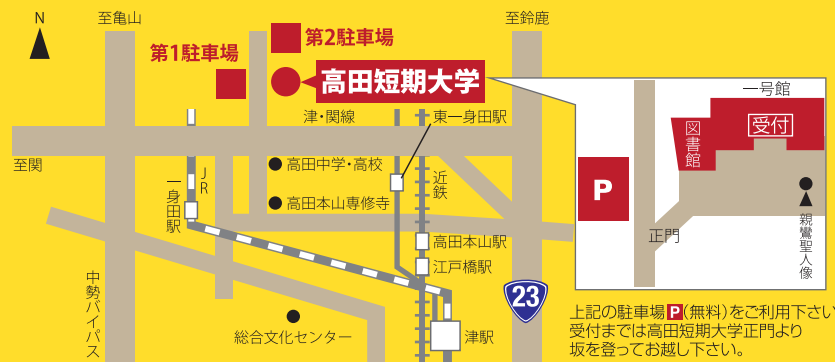 N
至亀山
至鈴鹿
第1駐車場
第2駐車場
高田短期大学
津・関線
東一身田駅
至関
JR
一身田駅
高田中学・高校
高田本山専修寺
近鉄
高田本山駅
江戸橋駅
中勢バイパス
総合文化センター
津駅
23
一号館
受付
図書館
P
正門
親鸞聖人像
上記の駐車場P(無料)をご利用下さい
受付までは高田短期大学正門より
坂を登ってお越し下さい。